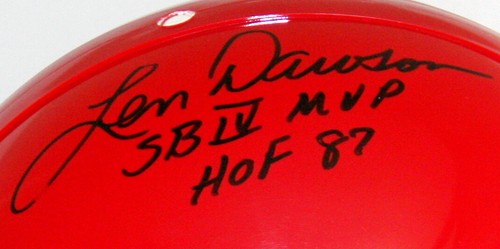 Len Dawson
SB IV MVP
HOF 87